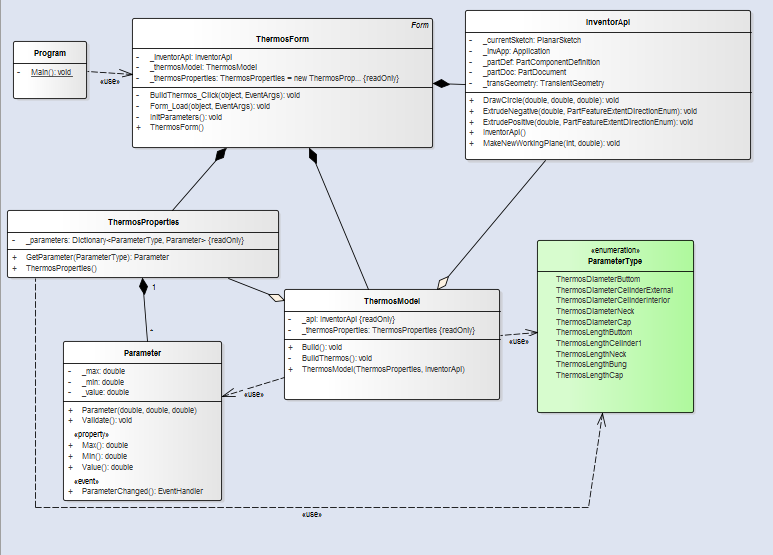 Form
ThermosForm
- _InventorApi: InventorApi
- _thermosModel: ThermosModel
- _thermosProperties: ThermosProperties = new ThermosProp... {readOnly}
- BuildThermos_Click(object, EventArgs): void
- Form_Load(object, EventArgs): void
- InitParameters(): void
+ ThermosForm()
Program
- Main(): void
«use»
InventorApi
- _currentSketch: PlanarSketch
- _InvApp: Application
- _partDef: PartComponentDefinition
- _partDoc: PartDocument
- _transGeometry: TransientGeometry
+ DrawCircle(double, double, double): void
+ ExtrudeNegative(double, PartFeatureExtentDirectionEnum): void
+ ExtrudePositive(double, PartFeatureExtentDirectionEnum): void
+ InventorApi()
+ MakeNewWorkingPlane(int, double): void
ThermosProperties
- _parameters: Dictionary<ParameterType, Parameter> {readOnly}
+ GetParameter(ParameterType): Parameter
+ ThermosProperties()
1
-
ThermosModel
- _api: InventorApi {readOnly}
- _thermosProperties: ThermosProperties {readOnly}
+ Build(): void
- BuildThermos(): void
+ ThermosModel(ThermosProperties, InventorApi)
«use»
«enumeration»
ParameterType
ThermosDiameterButtom
ThermosDiameterCelinderExternal
ThermosDiameterCelinderInterior
ThermosDiameterNeck
ThermosDiameterCap
ThermosLengthButtom
ThermosLengthCelinder1
ThermosLengthNeck
ThermosLengthBung
ThermosLengthCap
Parameter
- _max: double
- _min: double
- _value: double
+ Parameter(double, double, double)
+ Validate(): void
«property»
+ Max(): double
+ Min(): double
+ Value(): double
«event»
+ ParameterChanged(): EventHandler
«use»
«use»